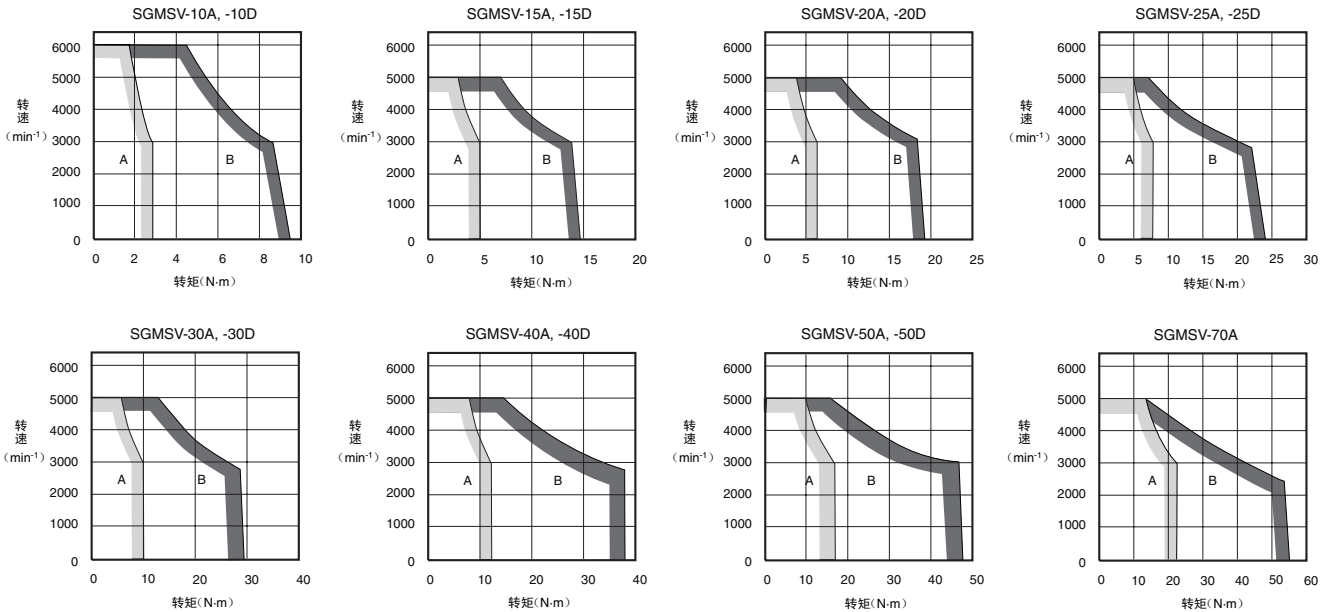 SGMSV-10A, -10D
6000
5000
4000
3000
2000
1000
0
转速
（min-1）
A
B
0 2 4 6 8 10
转矩（N·m）
SGMSV-15A, -15D
6000
5000
4000
3000
2000
1000
0
转速
（min-1）
A
B
0 5 10 15 20
转矩（N·m）
SGMSV-20A, -20D
6000
5000
4000
3000
2000
1000
0
转速
（min-1）
A
B
0 5 10 15 20 25
转矩（N·m）
SGMSV-25A, -25D
6000
5000
4000
3000
2000
1000
0
转速
（min-1）
A
B
0 5 10 15 20 25 30
转矩（N·m）
SGMSV-30A, -30D
6000
5000
4000
3000
2000
1000
0
转速
（min-1）
A
B
0 10 20 30 40
转矩（N·m）
SGMSV-40A, -40D
6000
5000
4000
3000
2000
1000
0
转速
（min-1）
A
B
0 10 20 30 40
转矩（N·m）
SGMSV-50A, -50D
6000
5000
4000
3000
2000
1000
0
转速
（min-1）
A
B
0 10 20 30 40 50
转矩（N·m）
SGMSV-70A
6000
5000
4000
3000
2000
1000
0
转速
（min-1）
A
B
0 10 20 30 40 50 60
转矩（N·m）